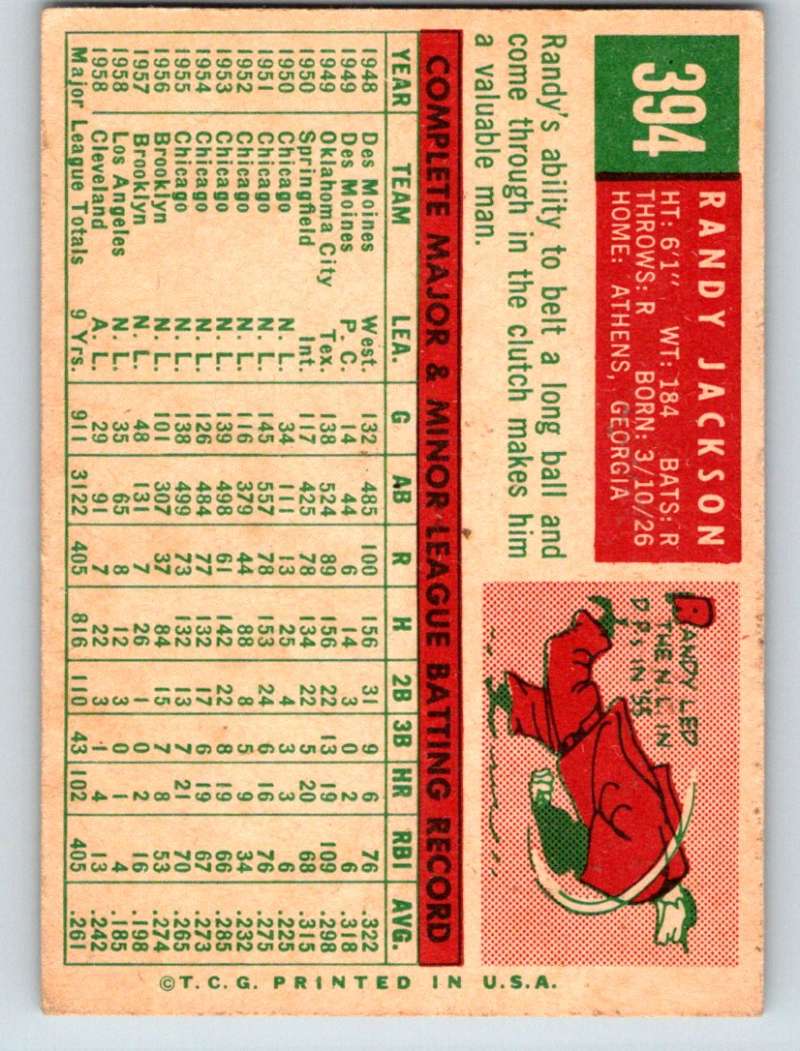 394
RANDY JACKSON
HT: 6'1" WT: 184 BATS: R
THROWS: R BORN: 3/10/26
HOME: ATHENS, GEORGIA
Randy's ability to belt a long ball and
come through in the clutch makes him
a valuable man.
RANDY LED
THE N.L. IN
D.P.s IN '55
COMPLETE MAJOR & MINOR LEAGUE BATTING RECORD
YEAR TEAM LEA. G AB R H 2B 3B HR RBI AVG.
1948 Des Moines West. 132 485 100 156 31 9 6 76 .322
1949 Des Moines P. C. 14 44 6 14 3 0 2 6 .318
1949 Oklahoma City Tex. 138 524 89 156 22 13 19 109 .298
1950 Springfield Int. 117 425 78 134 22 5 20 68 .315
1950 Chicago N. L. 34 111 13 25 4 3 3 6 .225
1951 Chicago N. L. 145 557 78 153 24 6 16 76 .275
1952 Chicago N. L. 116 379 44 88 8 5 9 34 .232
1953 Chicago N. L. 139 498 61 142 22 8 19 66 .285
1954 Chicago N. L. 126 484 77 132 17 6 19 67 .273
1955 Chicago N. L. 138 499 73 132 13 7 21 70 .265
1956 Brooklyn N. L. 101 307 37 84 15 7 8 53 .274
1957 Brooklyn N. L. 48 131 7 26 1 0 2 16 .198
1958 Los Angeles N. L. 35 65 8 12 3 0 1 4 .185
1958 Cleveland A. L. 29 91 7 22 3 1 4 13 .242
Major League Totals 9 Yrs. 911 3122 405 816 110 43 102 405 .261
©T.C.G. PRINTED IN U.S.A.